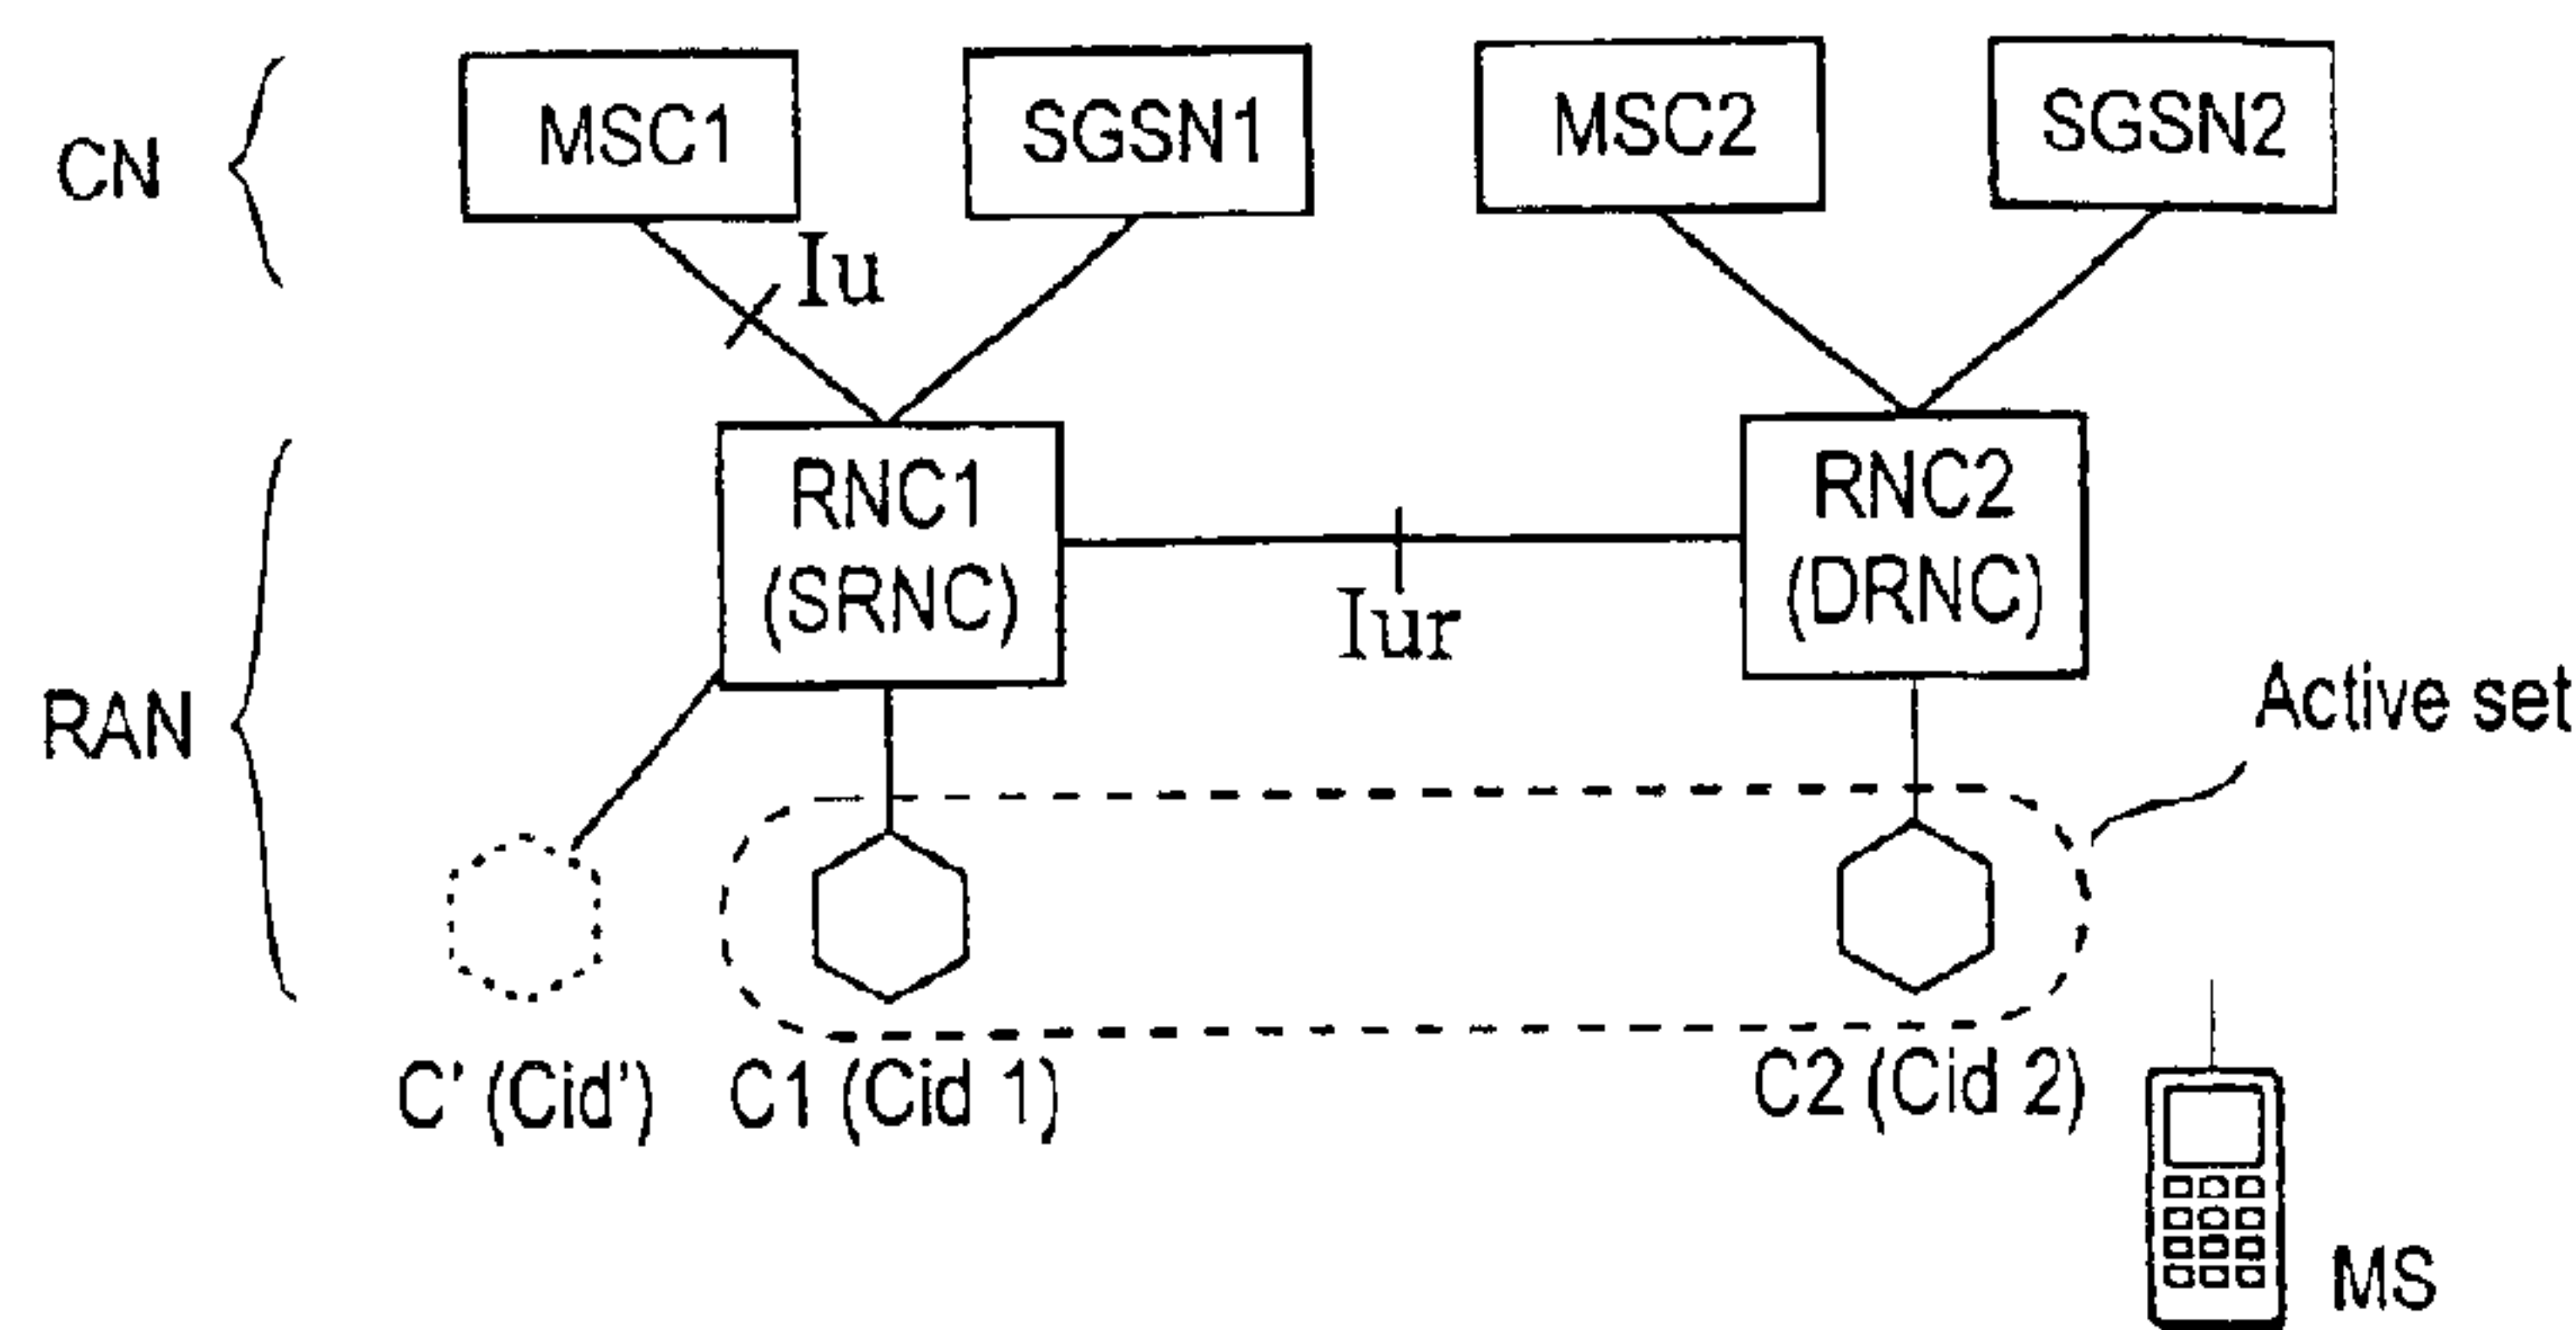 MSC1
SGSN1
MSC2
SGSN2
CN
Iu
RNC1
(SRNC)
RNC2
(DRNC)
Iur
RAN
Active set
C' (Cid')
C1 (Cid 1)
C2 (Cid 2)
MS